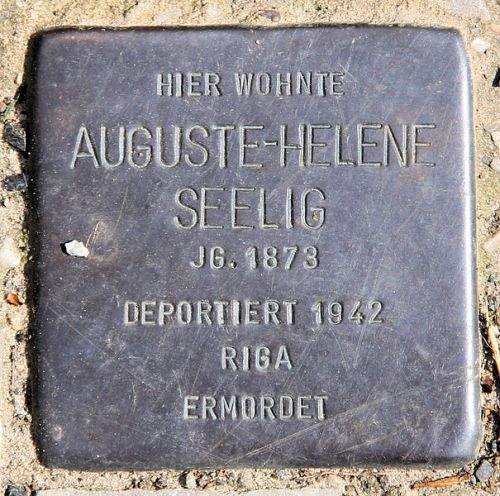 HIER WOHNTE
AUGUSTE-HELENE
SEELIG
JG. 1873
DEPORTIERT 1942
RIGA
ERMORDET